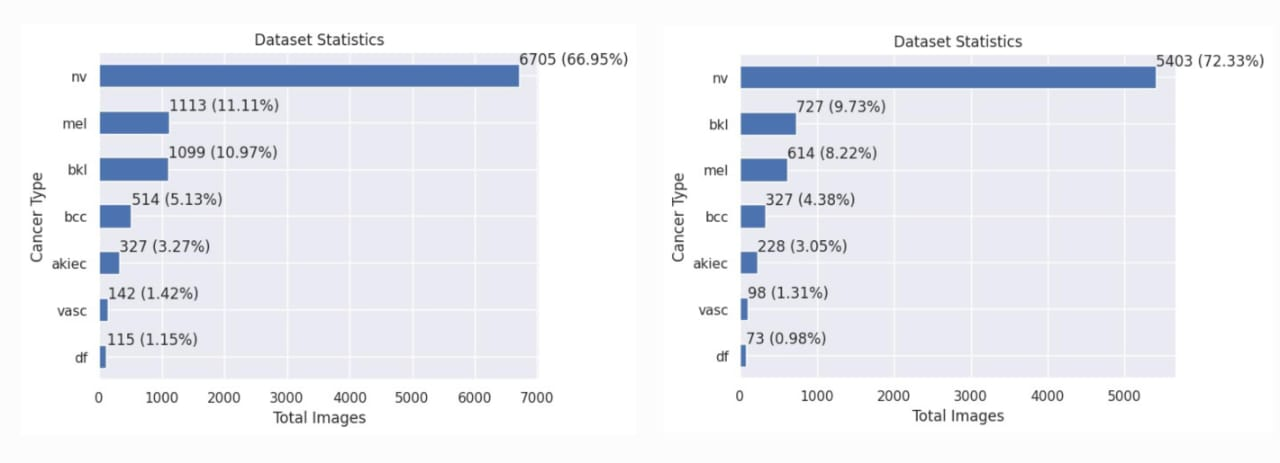 Dataset Statistics
nv 6705 (66.95%)
mel 1113 (11.11%)
bkl 1099 (10.97%)
bcc 514 (5.13%)
akiec 327 (3.27%)
vasc 142 (1.42%)
df 115 (1.15%)
Cancer Type
0 1000 2000 3000 4000 5000 6000 7000
Total Images
Dataset Statistics
nv 5403 (72.33%)
bkl 727 (9.73%)
mel 614 (8.22%)
bcc 327 (4.38%)
akiec 228 (3.05%)
vasc 98 (1.31%)
df 73 (0.98%)
Cancer Type
0 1000 2000 3000 4000 5000
Total Images